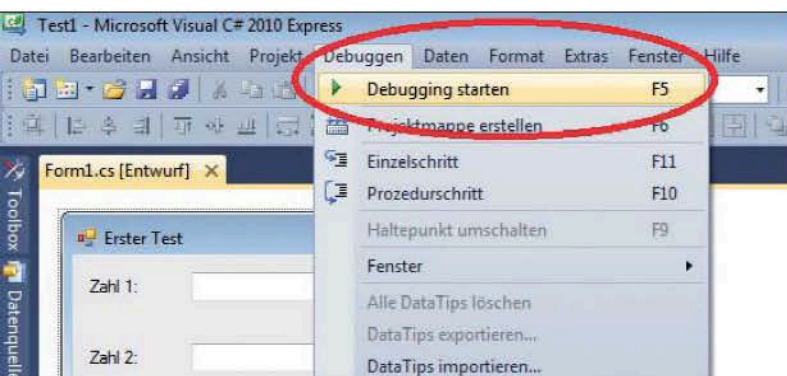 Test1 - Microsoft Visual C# 2010 Express
Datei Bearbeiten Ansicht Projekt Debuggen Daten Format Extras Fenster Hilfe
Debugging starten F5
Projektmappe erstellen F6
Form1.cs [Entwurf]
Einzelschritt F11
Prozedurschritt F10
Haltepunkt umschalten F9
Fenster
Alle DataTips löschen
DataTips exportieren...
DataTips importieren...
Toolbox
Datenquelle
Erster Test
Zahl 1:
Zahl 2: